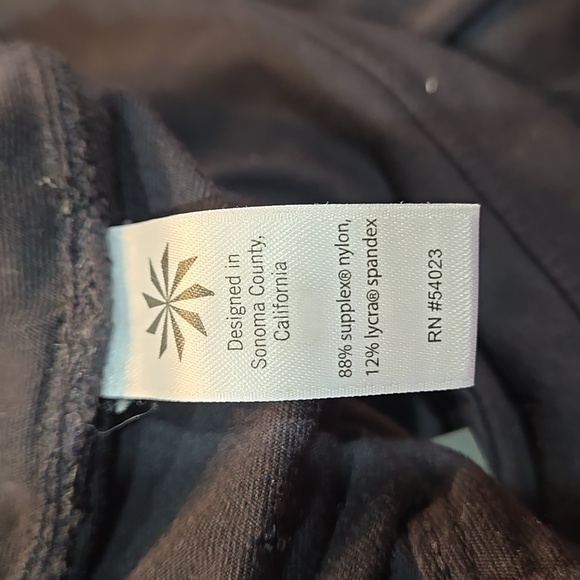 Designed in
Sonoma County,
California
88% supplex® nylon,
12% lycra® spandex
RN #54023